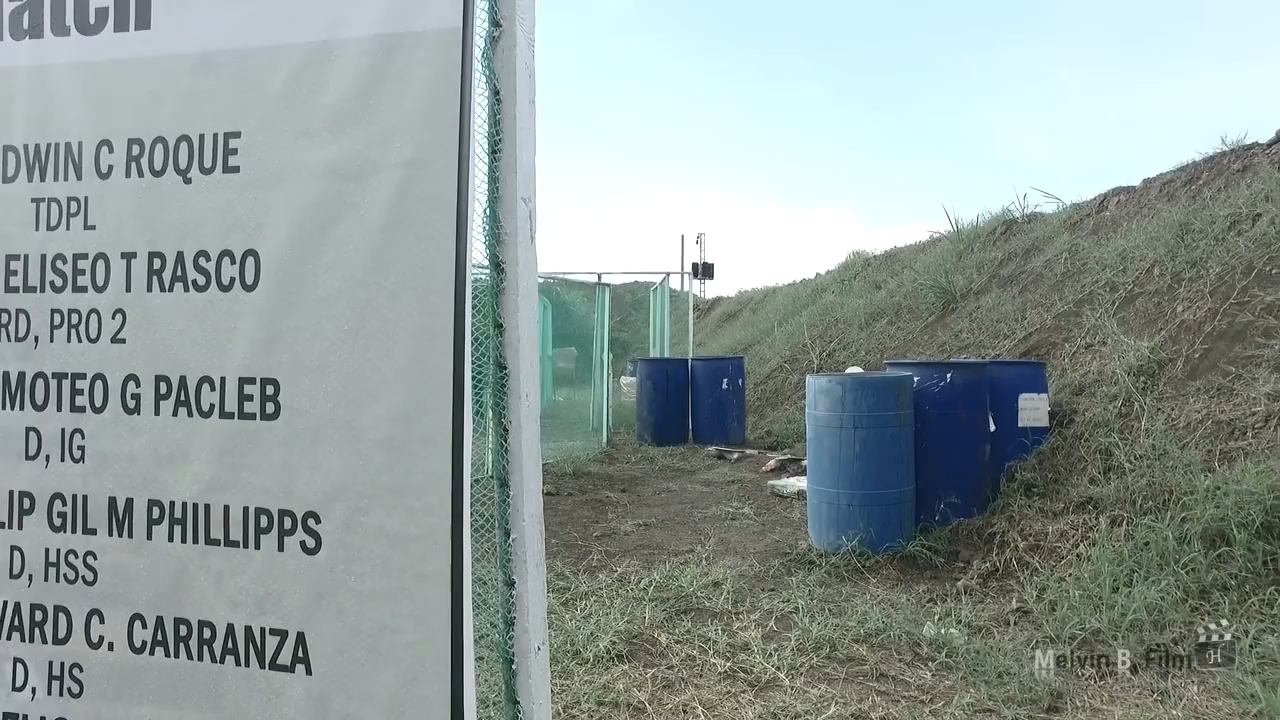 atch
DWIN C ROQUE
TDPL
ELISEO T RASCO
RD, PRO 2
MOTEO G PACLEB
D, IG
LIP GIL M PHILLIPPS
D, HSS
WARD C. CARRANZA
D, HS
Melvin B. Film